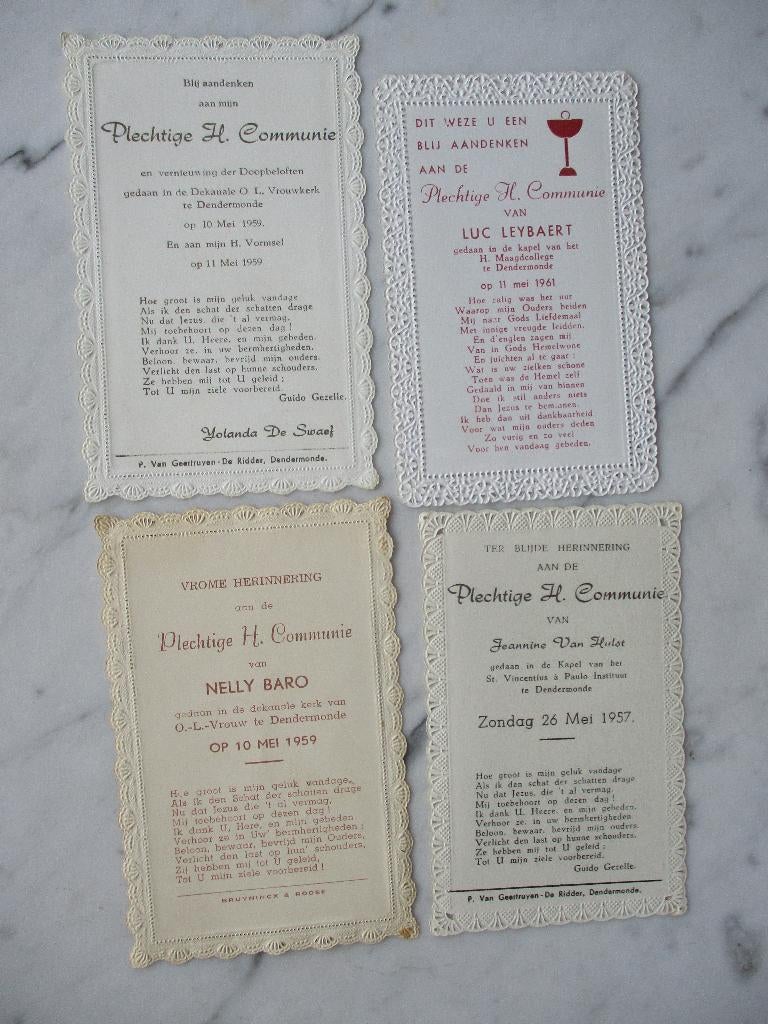 Blij aandenken
aan mijn
Plechtige H. Communie
en vernieuwing der Doopbeloften
gedaan in de Dekanale O. L. Vrouwkerk
te Dendermonde
op 10 Mei 1959.
En aan mijn H. Vormsel
op 11 Mei 1959
Hoe groot is mijn geluk vandage
Als ik den schat der schatten drage
Nu dat Jezus, die 't al vermag,
Mij toebehoort op dezen dag !
Ik dank U, Heere, en mijn gebeden.
Verhoor ze, in uw bermhertigheden.
Beloon, bewaar, bevrijd mijn ouders.
Verlicht den last op hunne schouders.
Ze hebben mij tot U geleid ;
Tot U mijn ziele voorbereid.
Guido Gezelle.
Yolanda De Swaef
P. Van Geertruyen-De Ridder, Dendermonde.
DIT WEZE U EEN
BLIJ AANDENKEN
AAN DE
Plechtige H. Communie
VAN
LUC LEYBAERT
gedaan in de kapel van het
H. Maagdcollege
te Dendermonde
op 11 mei 1961
Hoe zalig was het uur
Waarop mijn Ouders beiden
Mij naar Gods Liefdemaal
Met innige vreugde leidden.
En d'englen zagen mij
Van in Gods Hemelwone
En juichten al te gaar :
Wat is uw zielken schone
Toen was de Hemel zelf
Gedaald in mij van binnen
Doe ik stil anders niets
Dan Jezus te beminnen.
Ik heb dan uit dankbaarheid
Voor wat mijn ouders deden
Zo vurig en zo veel
Voor hen vandaag gebeden.
VROME HERINNERING
aan de
Plechtige H. Communie
van
NELLY BARO
gedaan in de dekanale kerk van
O.-L.-Vrouw te Dendermonde
OP 10 MEI 1959
Hoe groot is mijn geluk vandage,
Als ik den Schat der schatten drage
Nu dat Jezus die 't al vermag,
Mij toebehoort op dezen dag !
Ik dank U, Here, en mijn gebeden
Verhoor ze in Uw' bermhertigheden ;
Beloon, bewaar, bevrijd mijn Ouders,
Verlicht den last op hun' schouders,
Zij hebben mij tot U geleid,
Tot U mijn ziele voorbereid !
BRUYNINCX & ROOSE
TER BLIJDE HERINNERING
AAN DE
Plechtige H. Communie
VAN
Jeannine Van Hulst
gedaan in de Kapel van het
St. Vincentius à Paulo Instituut
te Dendermonde
Zondag 26 Mei 1957.
Hoe groot is mijn geluk vandage
Als ik den schat der schatten drage
Nu dat Jezus, die 't al vermag,
Mij toebehoort op dezen dag !
Ik dank U, Heere, en mijn gebeden.
Verhoor ze, in uw bermhertigheden.
Beloon, bewaar, bevrijd mijn ouders.
Verlicht den last op hunne schouders.
Ze hebben mij tot U geleid ;
Tot U mijn ziele voorbereid.
Guido Gezelle.
P. Van Geertruyen-De Ridder, Dendermonde.